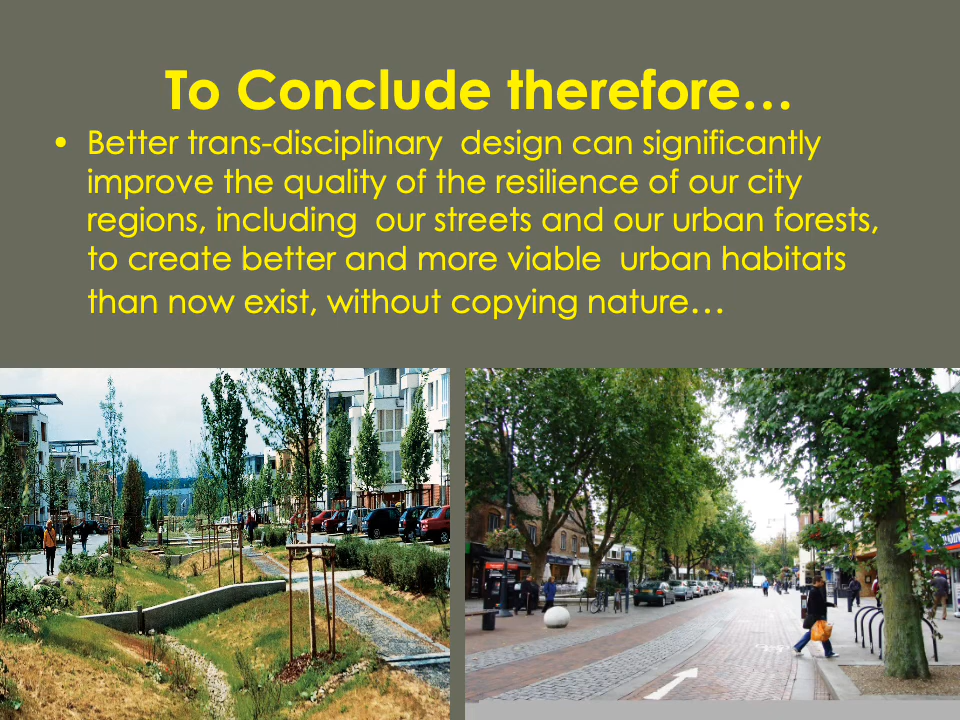 To Conclude therefore…
• Better trans-disciplinary  design can significantly
improve the quality of the resilience of our city
regions, including  our streets and our urban forests,
to create better and more viable  urban habitats
than now exist, without copying nature…